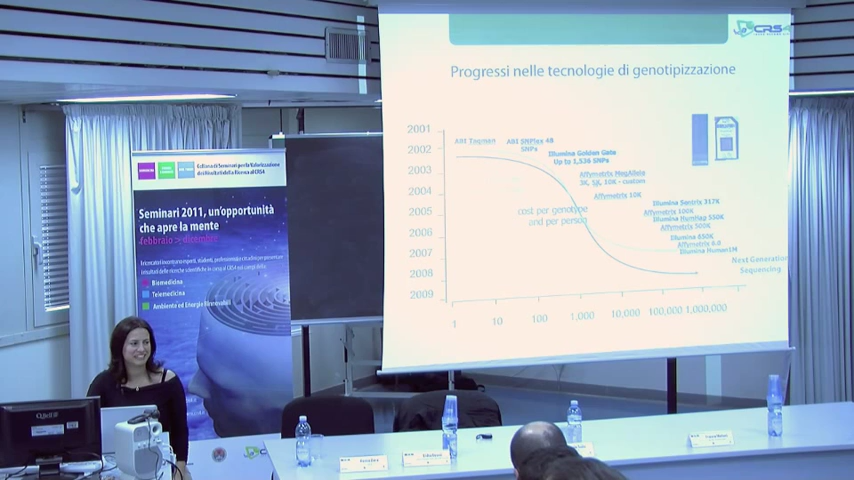 CRS4
Progressi nelle tecnologie di genotipizzazione
2001
2002
2003
2004
2005
2006
2007
2008
2009
ABI Taqman
ABI SNPlex 48
SNPs
Illumina Golden Gate
Up to 1,536 SNPs
Affymetrix MegAllele
3K, 5K, 10K - custom
Affymetrix 10K
cost per genotype
and per person
Illumina Sentrix 317K
Affymetrix 100K
Illumina HumHap 550K
Affymetrix 500K
Illumina 650K
Affymetrix 6.0
Illumina Human1M
Next Generation
Sequencing
1 10 100 1,000 10,000 100,000 1,000,000
Seminari 2011, un'opportunità
che apre la mente
febbraio > dicembre
Biomedicina
Telemedicina
Ambiente ed Energie Rinnovabili